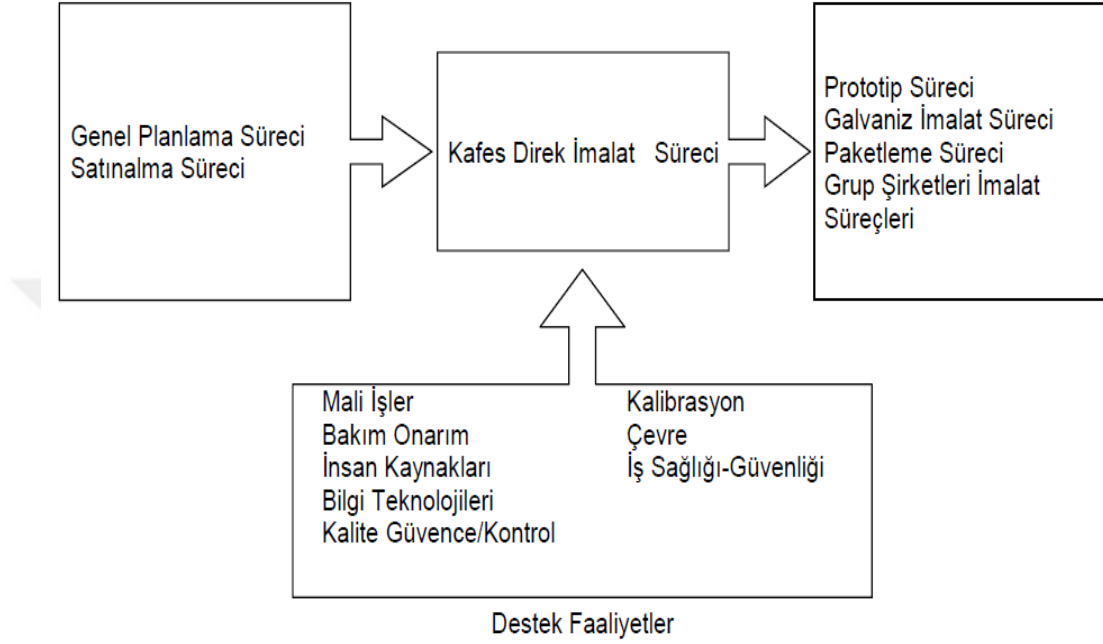 Genel Planlama Süreci
Satınalma Süreci
Kafes Direk İmalat Süreci
Prototip Süreci
Galvaniz İmalat Süreci
Paketleme Süreci
Grup Şirketleri İmalat
Süreçleri
Mali İşler
Bakım Onarım
İnsan Kaynakları
Bilgi Teknolojileri
Kalite Güvence/Kontrol
Kalibrasyon
Çevre
İş Sağlığı-Güvenliği
Destek Faaliyetler